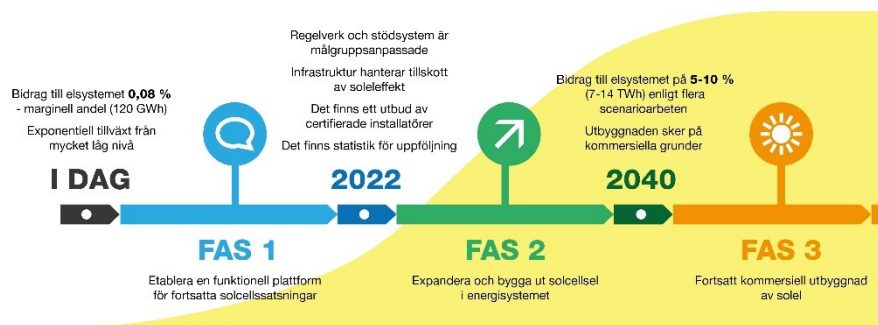 Bidrag till elsystemet 0,08 %
- marginell andel (120 GWh)
Exponentiell tillväxt från
mycket låg nivå
I DAG
FAS 1
Etablera en funktionell plattform
för fortsatta solcellssatsningar
Regelverk och stödsystem är
målgruppsanpassade
Infrastruktur hanterar tillskott
av soleleffekt
Det finns ett utbud av
certifierade installatörer
Det finns statistik för uppföljning
2022
FAS 2
Expandera och bygga ut solcellsel
i energisystemet
Bidrag till elsystemet på 5-10 %
(7-14 TWh) enligt flera
scenarioarbeten
Utbyggnaden sker på
kommersiella grunder
2040
FAS 3
Fortsatt kommersiell utbyggnad
av solel